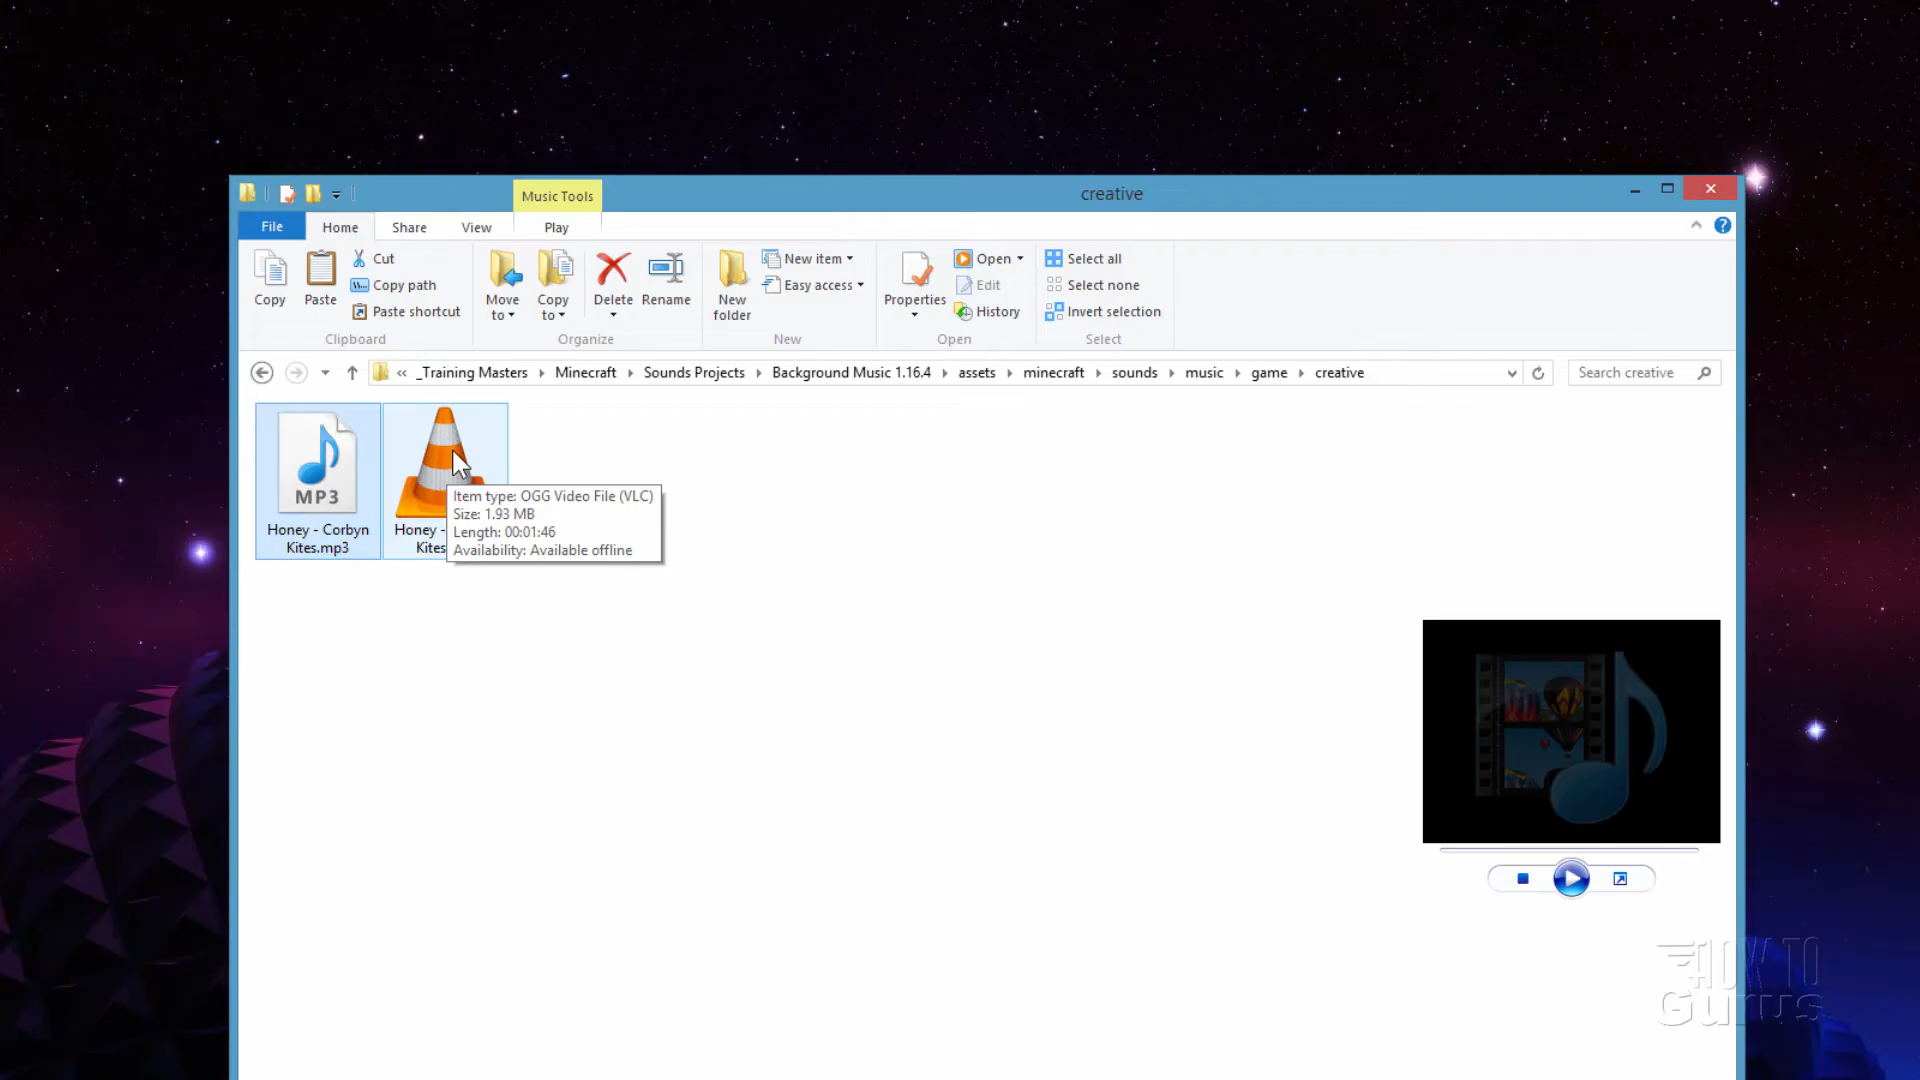 Music Tools
creative
File
Home
Share
View
Play
Copy
Paste
Cut
Copy path
Paste shortcut
Clipboard
Move to
Copy to
Delete
Rename
Organize
New folder
New item
Easy access
New
Properties
Open
Edit
History
Open
Select all
Select none
Invert selection
Select
« _Training Masters Minecraft Sounds Projects Background Music 1.16.4 assets minecraft sounds music game creative
Search creative
MP3
Honey - Corbyn
Kites.mp3
Honey -
Kites
Item type: OGG Video File (VLC)
Size: 1.93 MB
Length: 00:01:46
Availability: Available offline
HOW TO
Gurus